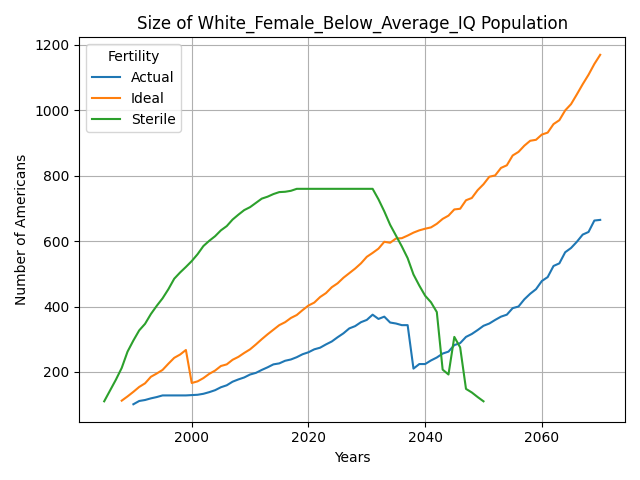 Size of White_Female_Below_Average_IQ Population
Number of Americans
1200
1000
800
600
400
200
Fertility
Actual
Ideal
Sterile
2000 2020 2040 2060
Years